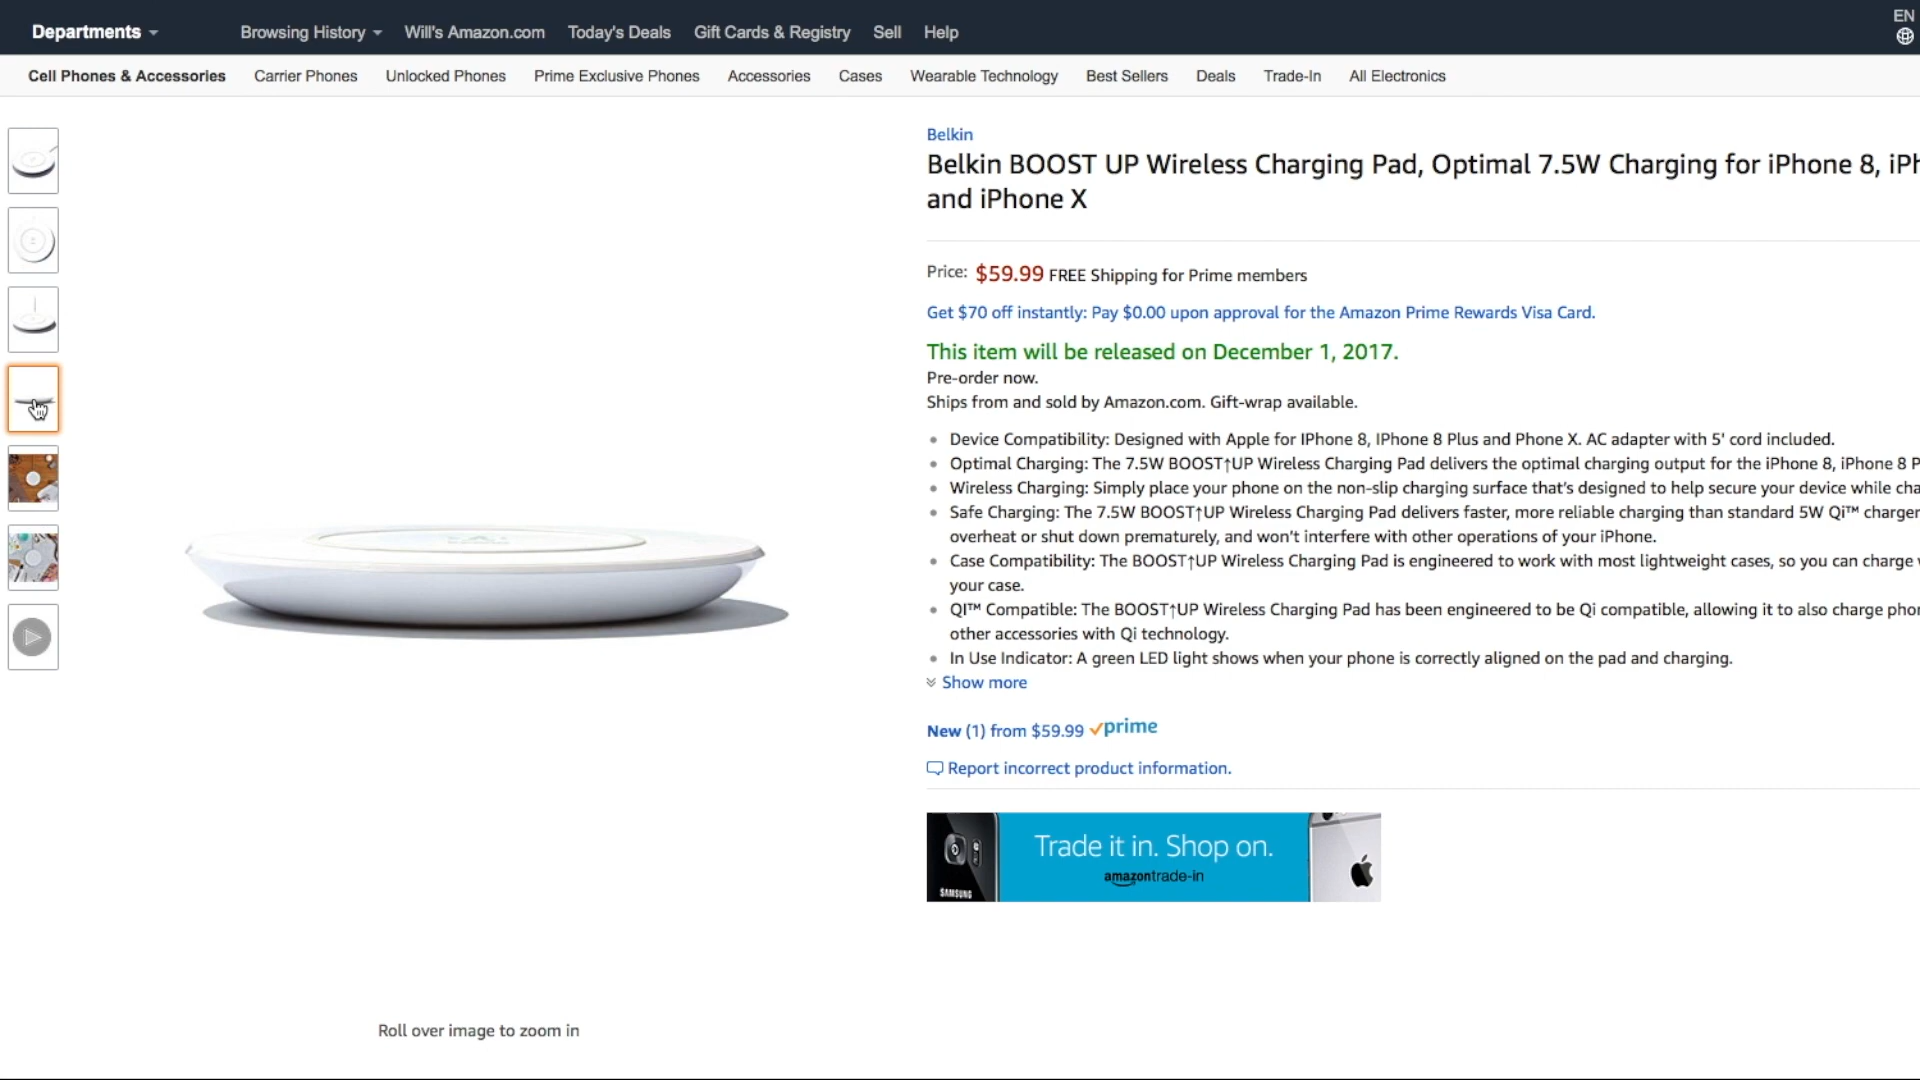 Departments
Browsing History
Will's Amazon.com
Today's Deals
Gift Cards & Registry
Sell
Help
EN
Cell Phones & Accessories
Carrier Phones
Unlocked Phones
Prime Exclusive Phones
Accessories
Cases
Wearable Technology
Best Sellers
Deals
Trade-In
All Electronics
Belkin
Belkin BOOST UP Wireless Charging Pad, Optimal 7.5W Charging for iPhone 8,
and iPhone X
Price: $59.99 FREE Shipping for Prime members
Get $70 off instantly: Pay $0.00 upon approval for the Amazon Prime Rewards Visa Card.
This item will be released on December 1, 2017.
Pre-order now.
Ships from and sold by Amazon.com. Gift-wrap available.
Device Compatibility: Designed with Apple for IPhone 8, IPhone 8 Plus and Phone X. AC adapter with 5' cord included.
Optimal Charging: The 7.5W BOOST↑UP Wireless Charging Pad delivers the optimal charging output for the iPhone 8, iPhone 8
Wireless Charging: Simply place your phone on the non-slip charging surface that's designed to help secure your device while
Safe Charging: The 7.5W BOOST↑UP Wireless Charging Pad delivers faster, more reliable charging than standard 5W Qi™
overheat or shut down prematurely, and won't interfere with other operations of your iPhone.
Case Compatibility: The BOOST↑UP Wireless Charging Pad is engineered to work with most lightweight cases, so you can charge
your case.
QI™ Compatible: The BOOST↑UP Wireless Charging Pad has been engineered to be Qi compatible, allowing it to also charge
other accessories with Qi technology.
In Use Indicator: A green LED light shows when your phone is correctly aligned on the pad and charging.
Show more
New (1) from $59.99 prime
Report incorrect product information.
Trade it in. Shop on.
amazontrade-in
SAMSUNG
Roll over image to zoom in